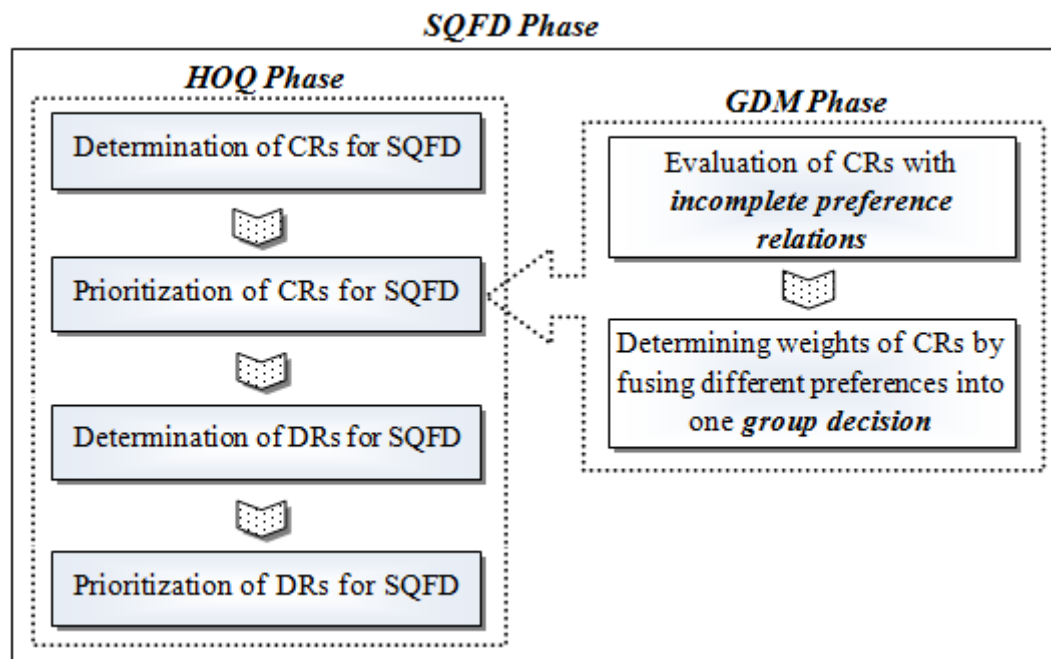 SQFD Phase
HOQ Phase
Determination of CRs for SQFD
Prioritization of CRs for SQFD
Determination of DRs for SQFD
Prioritization of DRs for SQFD
GDM Phase
Evaluation of CRs with
incomplete preference
relations
Determining weights of CRs by
fusing different preferences into
one group decision